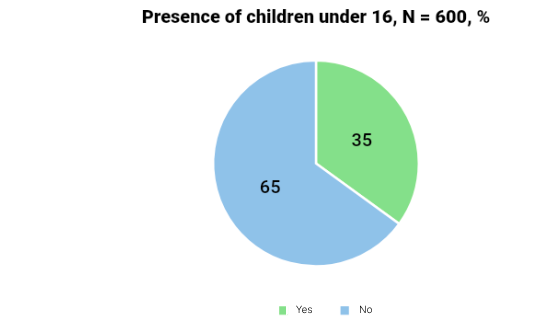 Presence of children under 16, N = 600, %
35
65
Yes No